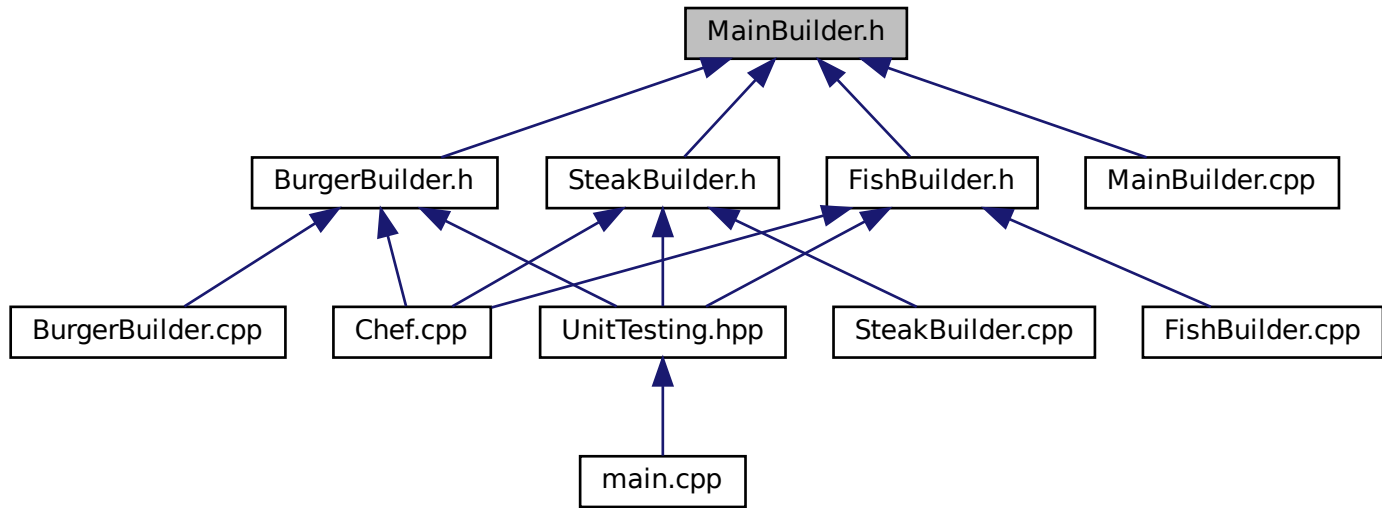 MainBuilder.h
BurgerBuilder.h
SteakBuilder.h
FishBuilder.h
MainBuilder.cpp
BurgerBuilder.cpp
Chef.cpp
UnitTesting.hpp
SteakBuilder.cpp
FishBuilder.cpp
main.cpp